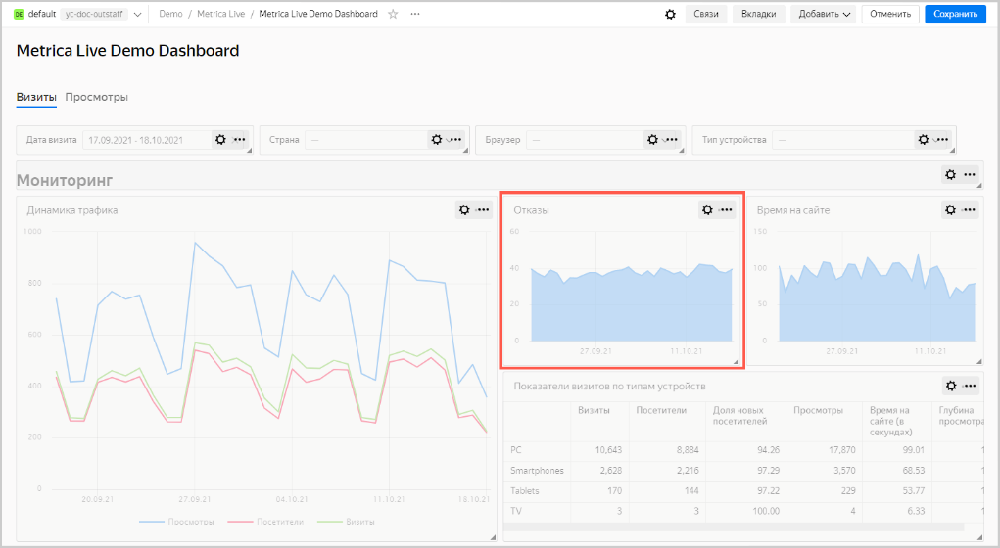 DE default yc-doc-outstaff Demo / Metrica Live / Metrica Live Demo Dashboard Связи Вкладки Добавить Отменить Сохранить
Metrica Live Demo Dashboard
Визиты Просмотры
Дата визита 17.09.2021 - 18.10.2021 Страна — Браузер — Тип устройства —
Мониторинг
Динамика трафика
1000
800
600
400
200
0
20.09.21 27.09.21 04.10.21 11.10.21 18.10.21
Просмотры Посетители Визиты
Отказы
60
40
20
0
27.09.21 11.10.21
Время на сайте
150
100
50
0
27.09.21 11.10.21
Показатели визитов по типам устройств
Визиты Посетители Доля новых Просмотры Время на Глубина
посетителей сайте (в просмотра
секундах)
PC 10,643 8,884 94.26 17,870 99.01 1
Smartphones 2,628 2,216 97.29 3,570 68.53 1
Tablets 170 144 97.22 229 53.77 1
TV 3 3 100.00 4 6.33 1